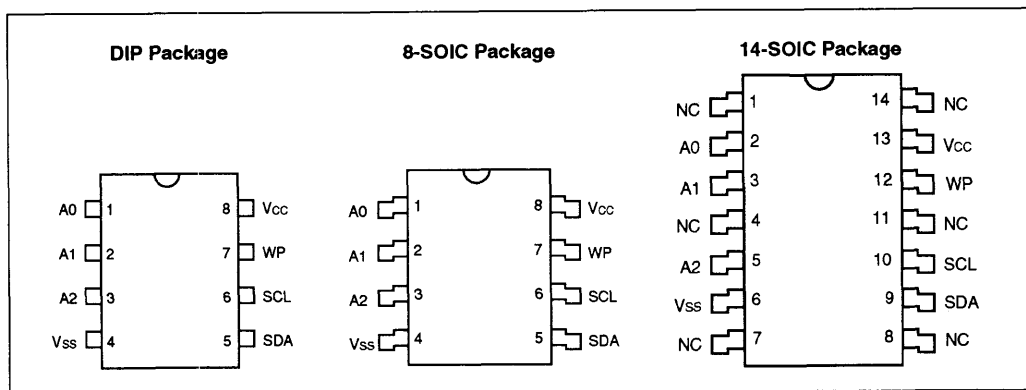 DIP Package
A0 1 8 Vcc
A1 2 7 WP
A2 3 6 SCL
Vss 4 5 SDA
8-SOIC Package
A0 1 8 Vcc
A1 2 7 WP
A2 3 6 SCL
Vss 4 5 SDA
14-SOIC Package
NC 1 14 NC
A0 2 13 Vcc
A1 3 12 WP
NC 4 11 NC
A2 5 10 SCL
Vss 6 9 SDA
NC 7 8 NC